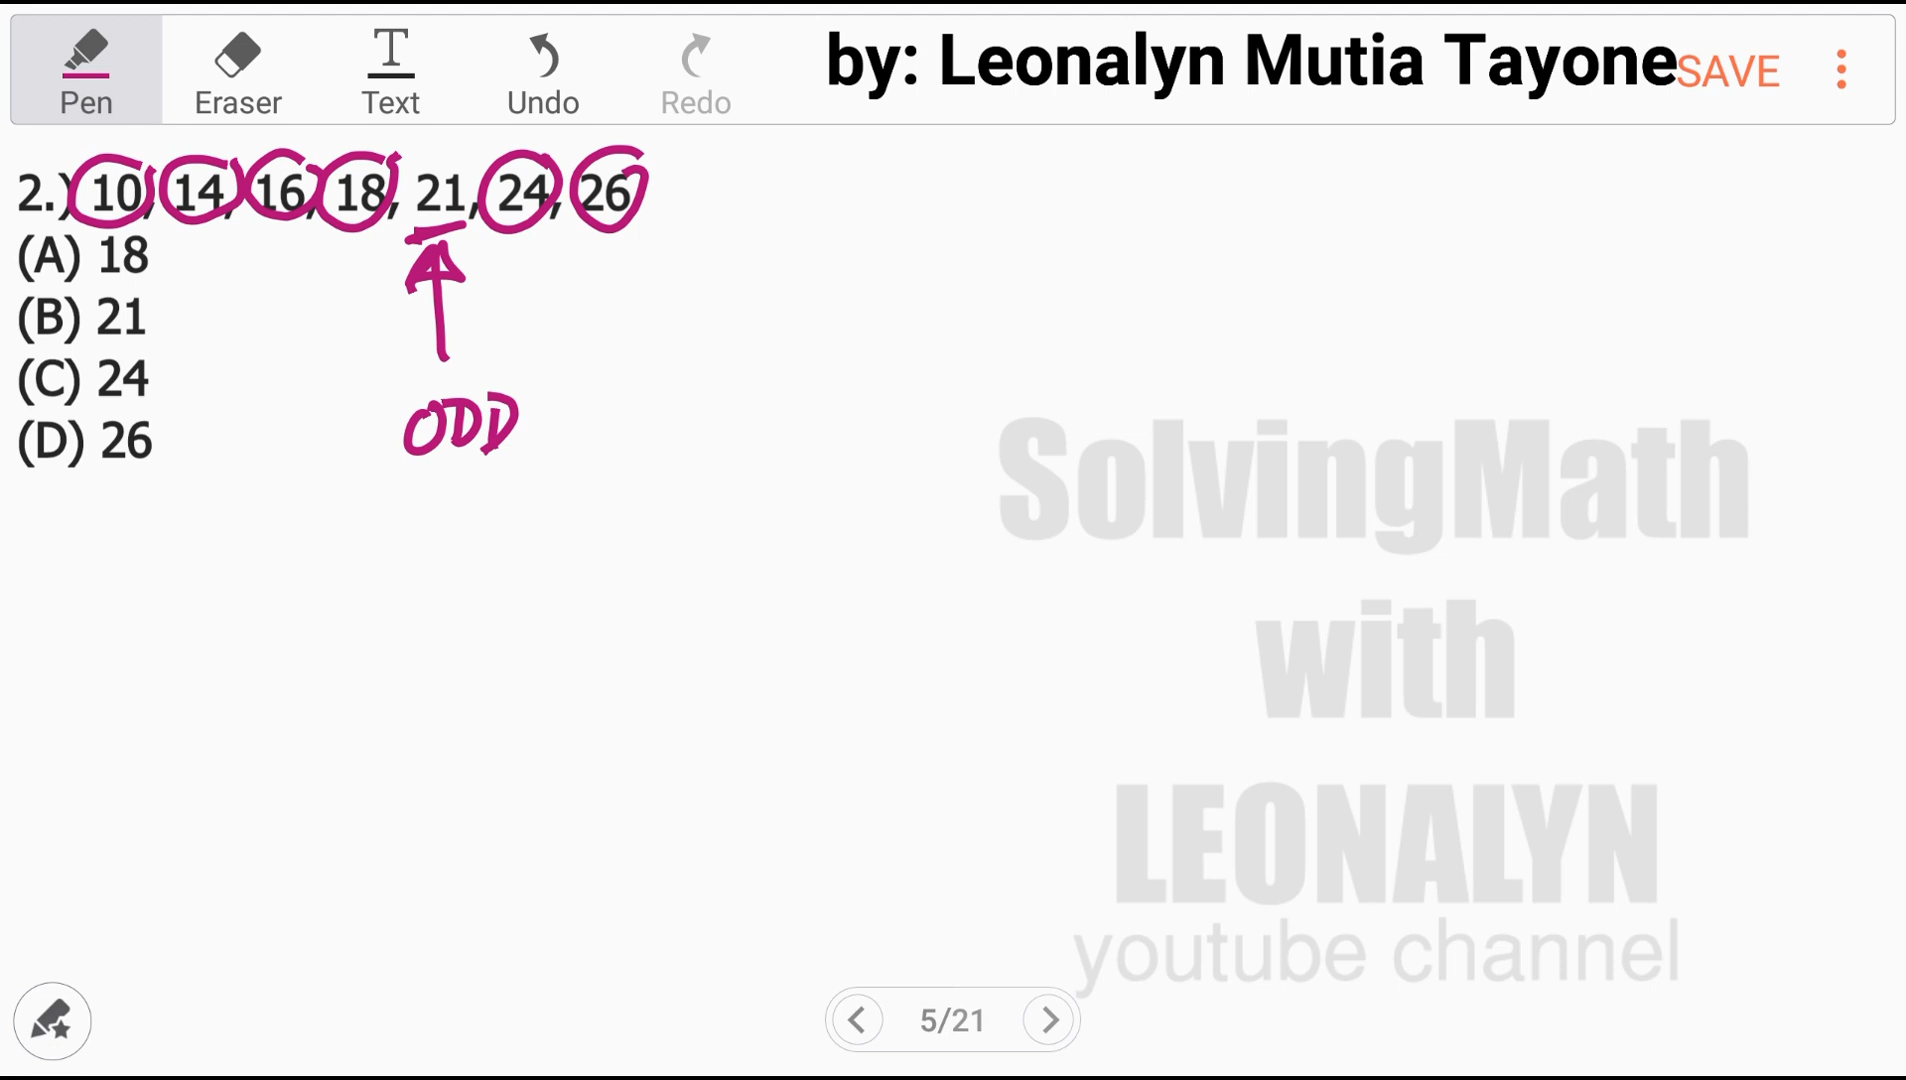 Pen
Eraser
Text
Undo
Redo
by: Leonalyn Mutia Tayone
SAVE
2.) 10, 14, 16, 18, 21, 24, 26
(A) 18
(B) 21
(C) 24
(D) 26
ODD
SolvingMath
with
LEONALYN
youtube channel
5/21